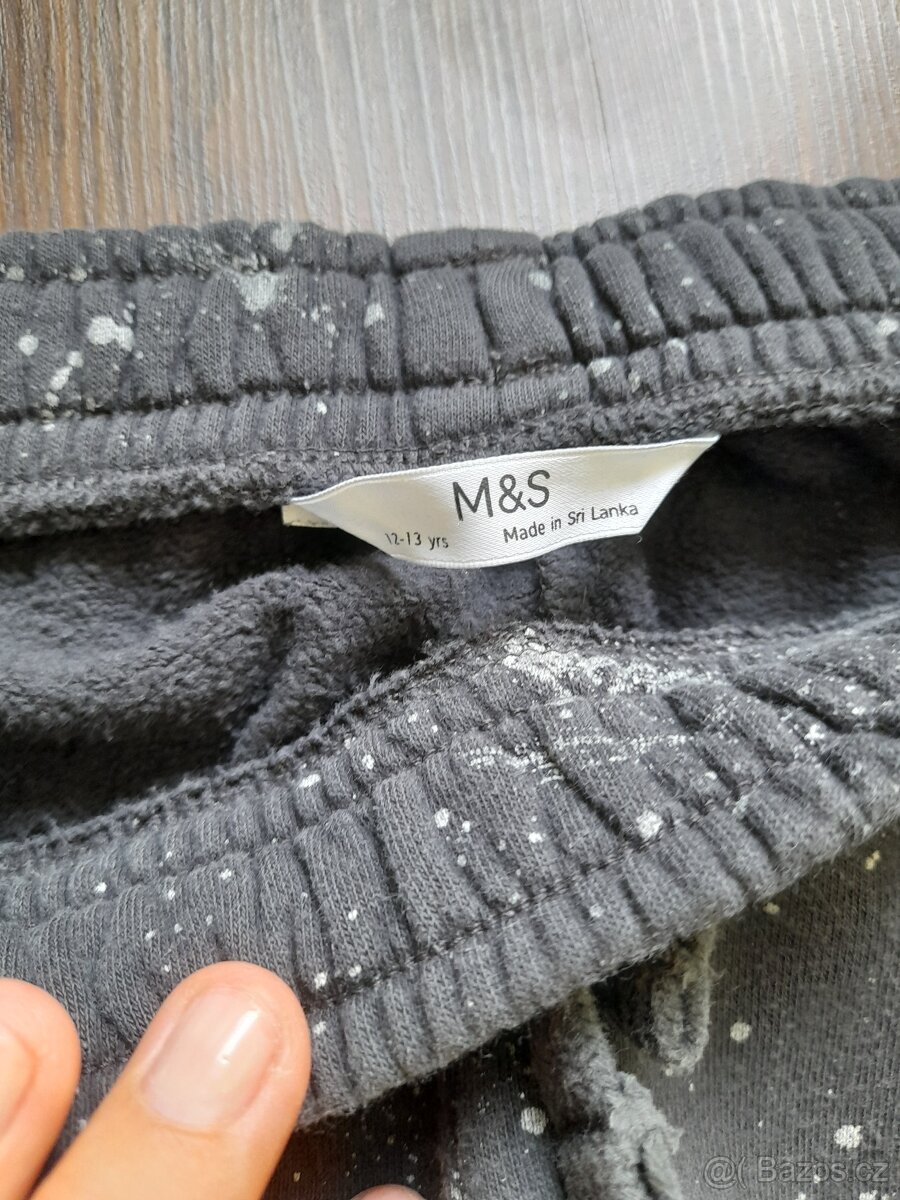 M&S
12-13 yrs Made in Sri Lanka
@( Bazos.cz